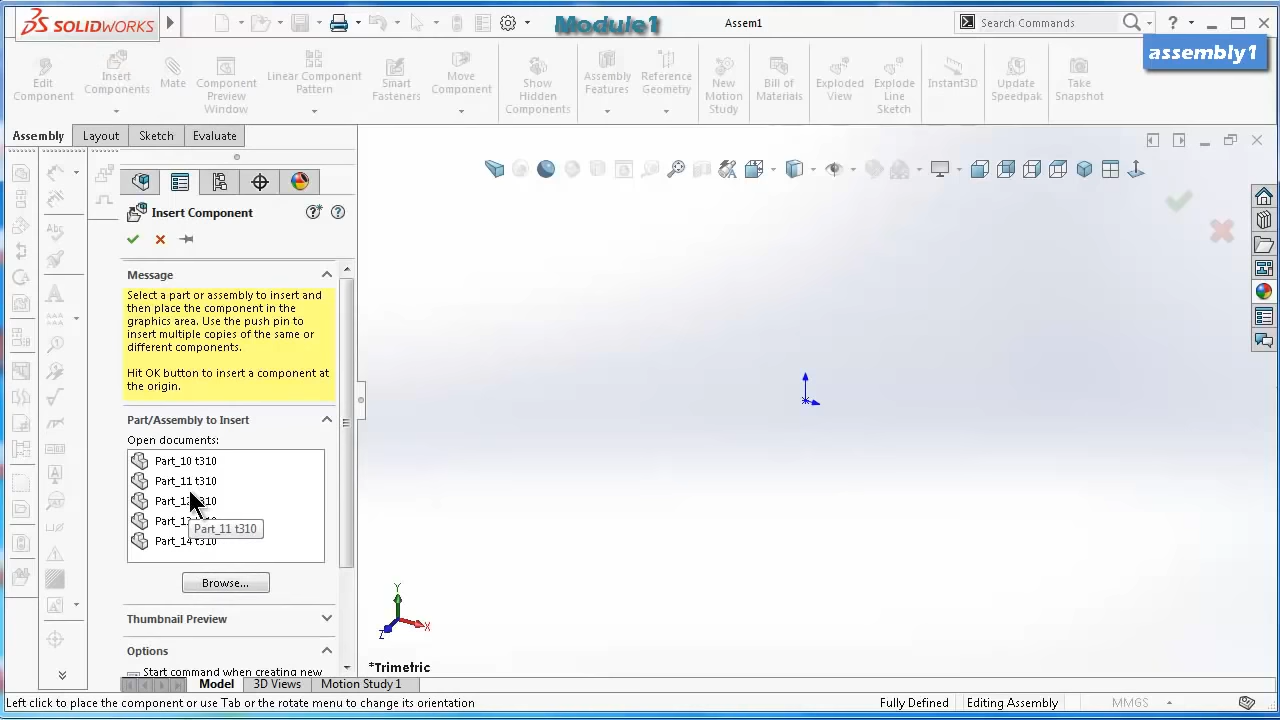 SOLIDWORKS
Module1
Assem1
Search Commands
?
assembly1
Edit
Component
Insert
Components
Mate
Component
Preview
Window
Linear Component
Pattern
Smart
Fasteners
Move
Component
Show
Hidden
Components
Assembly
Features
Reference
Geometry
New
Motion
Study
Bill of
Materials
Exploded
View
Explode
Line
Sketch
Instant3D
Update
Speedpak
Take
Snapshot
Assembly
Layout
Sketch
Evaluate
Insert Component
Message
Select a part or assembly to insert and
then place the component in the
graphics area. Use the push pin to
insert multiple copies of the same or
different components.
Hit OK button to insert a component at
the origin.
Part/Assembly to Insert
Open documents:
Part_10 t310
Part_11 t310
Part_11 t310
Part_14 t310
Browse...
Thumbnail Preview
Options
Start command when creating new
Y
X
Z
*Trimetric
Model
3D Views
Motion Study 1
Left click to place the component or use Tab or the rotate menu to change its orientation
Fully Defined
Editing Assembly
MMGS